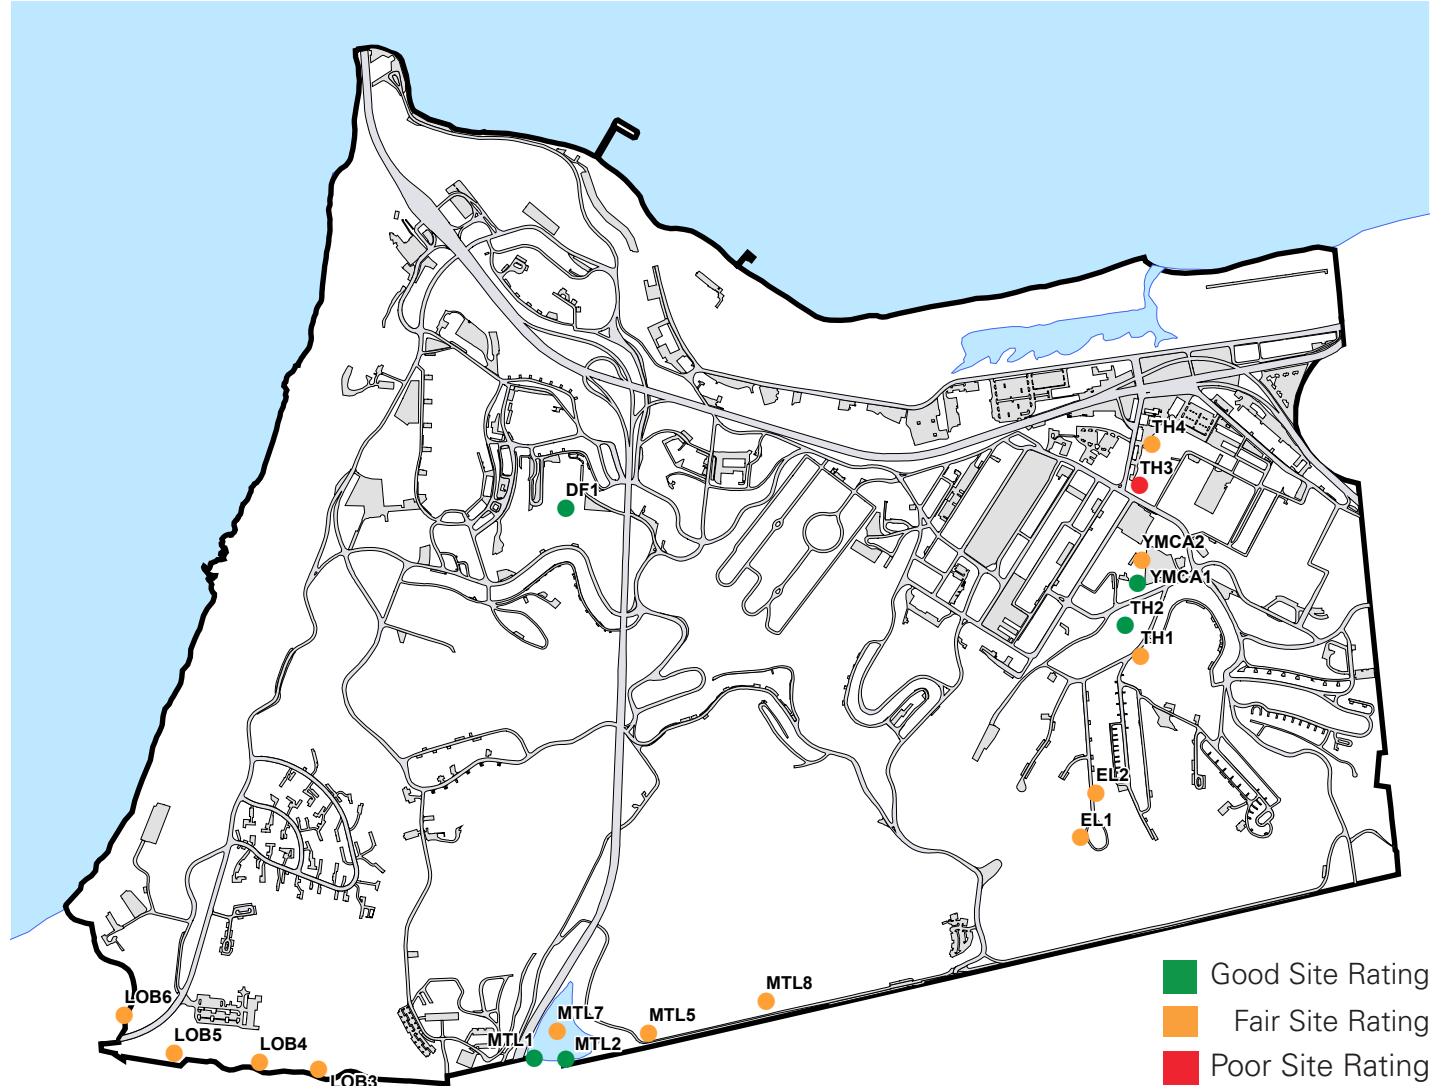 TH4
TH3
DF1
YMCA2
YMCA1
TH2
TH1
EL2
EL1
LOB6
MTL8
MTL7
MTL5
MTL1
MTL2
LOB5
LOB4
LOB3
Good Site Rating
Fair Site Rating
Poor Site Rating